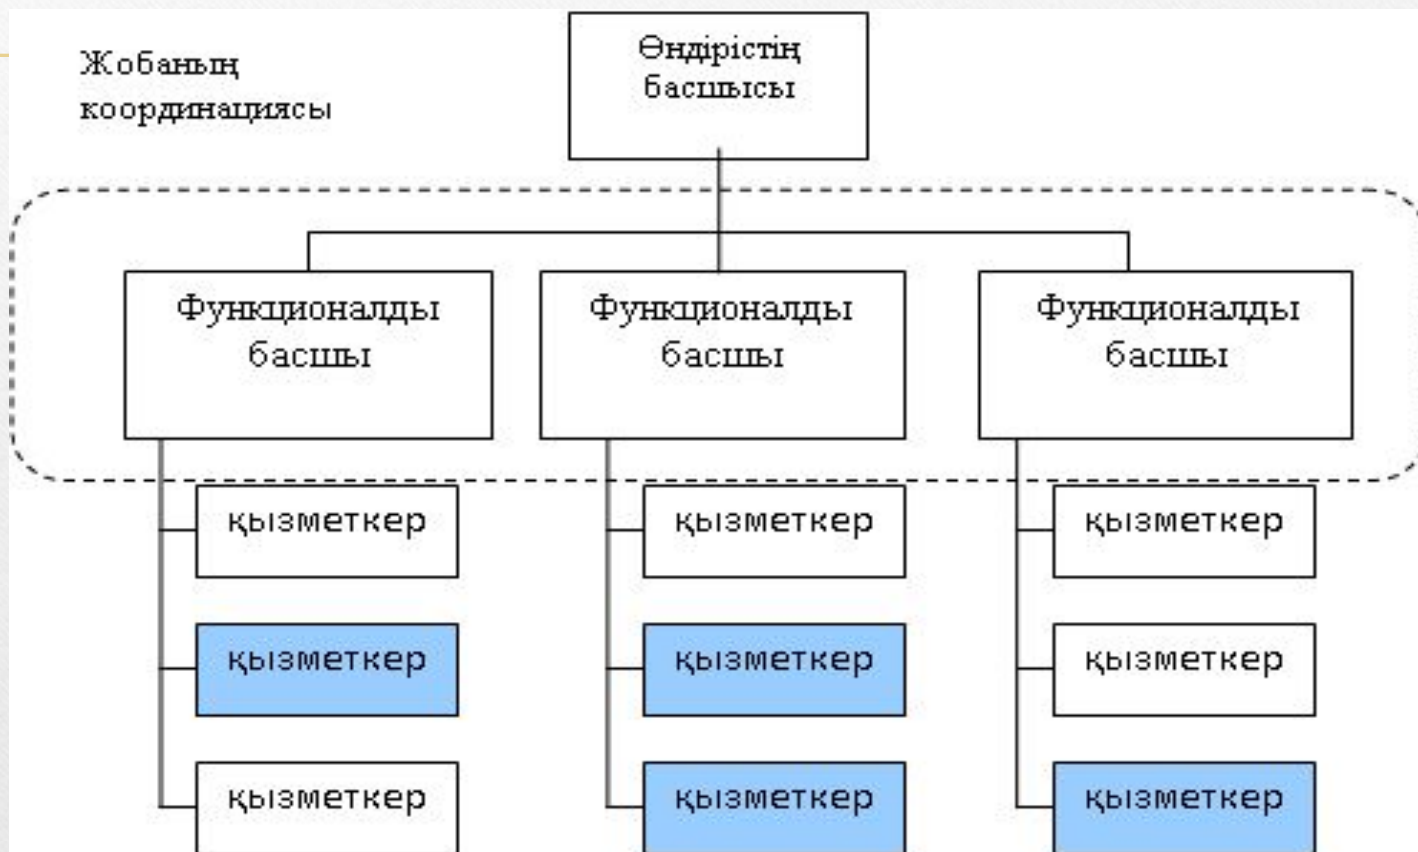 Жобаның
координациясы
Өндірістің
басшысы
Функционалды
басшы
Функционалды
басшы
Функционалды
басшы
қызметкер
қызметкер
қызметкер
қызметкер
қызметкер
қызметкер
қызметкер
қызметкер
қызметкер